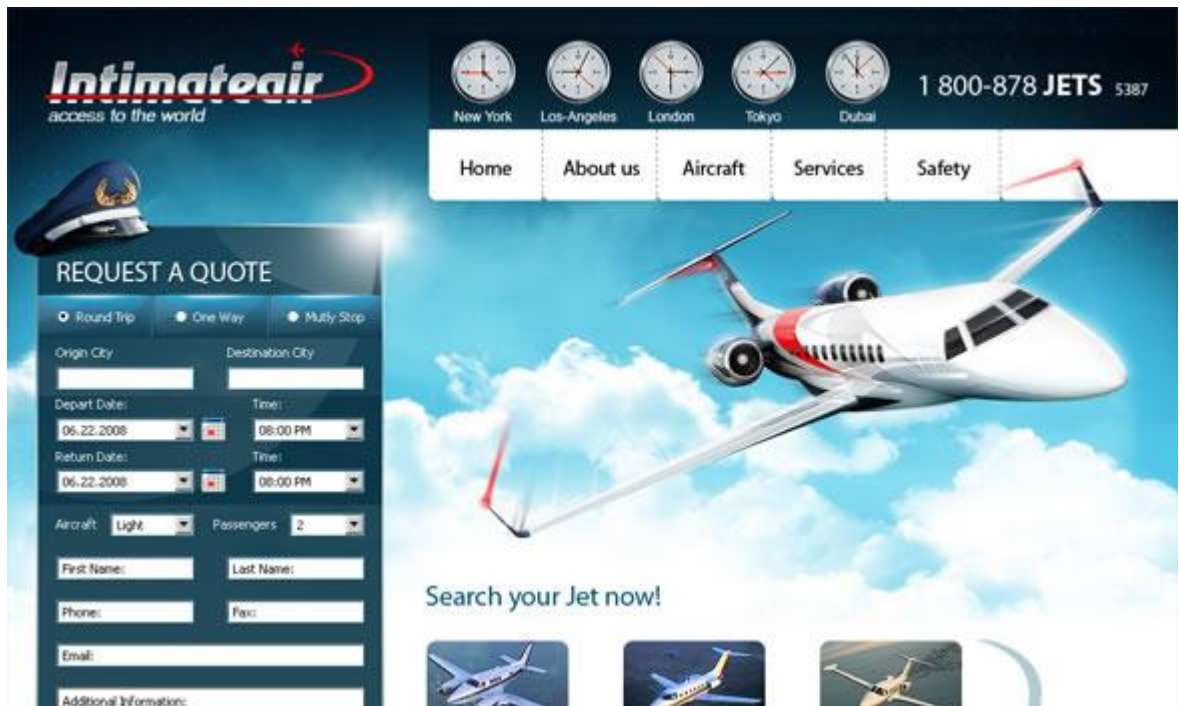 Intimateair
access to the world
New York Los-Angeles London Tokyo Dubai
1 800-878 JETS 5387
Home About us Aircraft Services Safety
REQUEST A QUOTE
Round Trip One Way Mutly Stop
Origin City Destination City
Depart Date: Time:
06.22.2008 08:00 PM
Return Date: Time:
06.22.2008 08:00 PM
Aircraft Light Passengers 2
First Name: Last Name:
Phone: Fax:
Email:
Additional Information:
Search your Jet now!